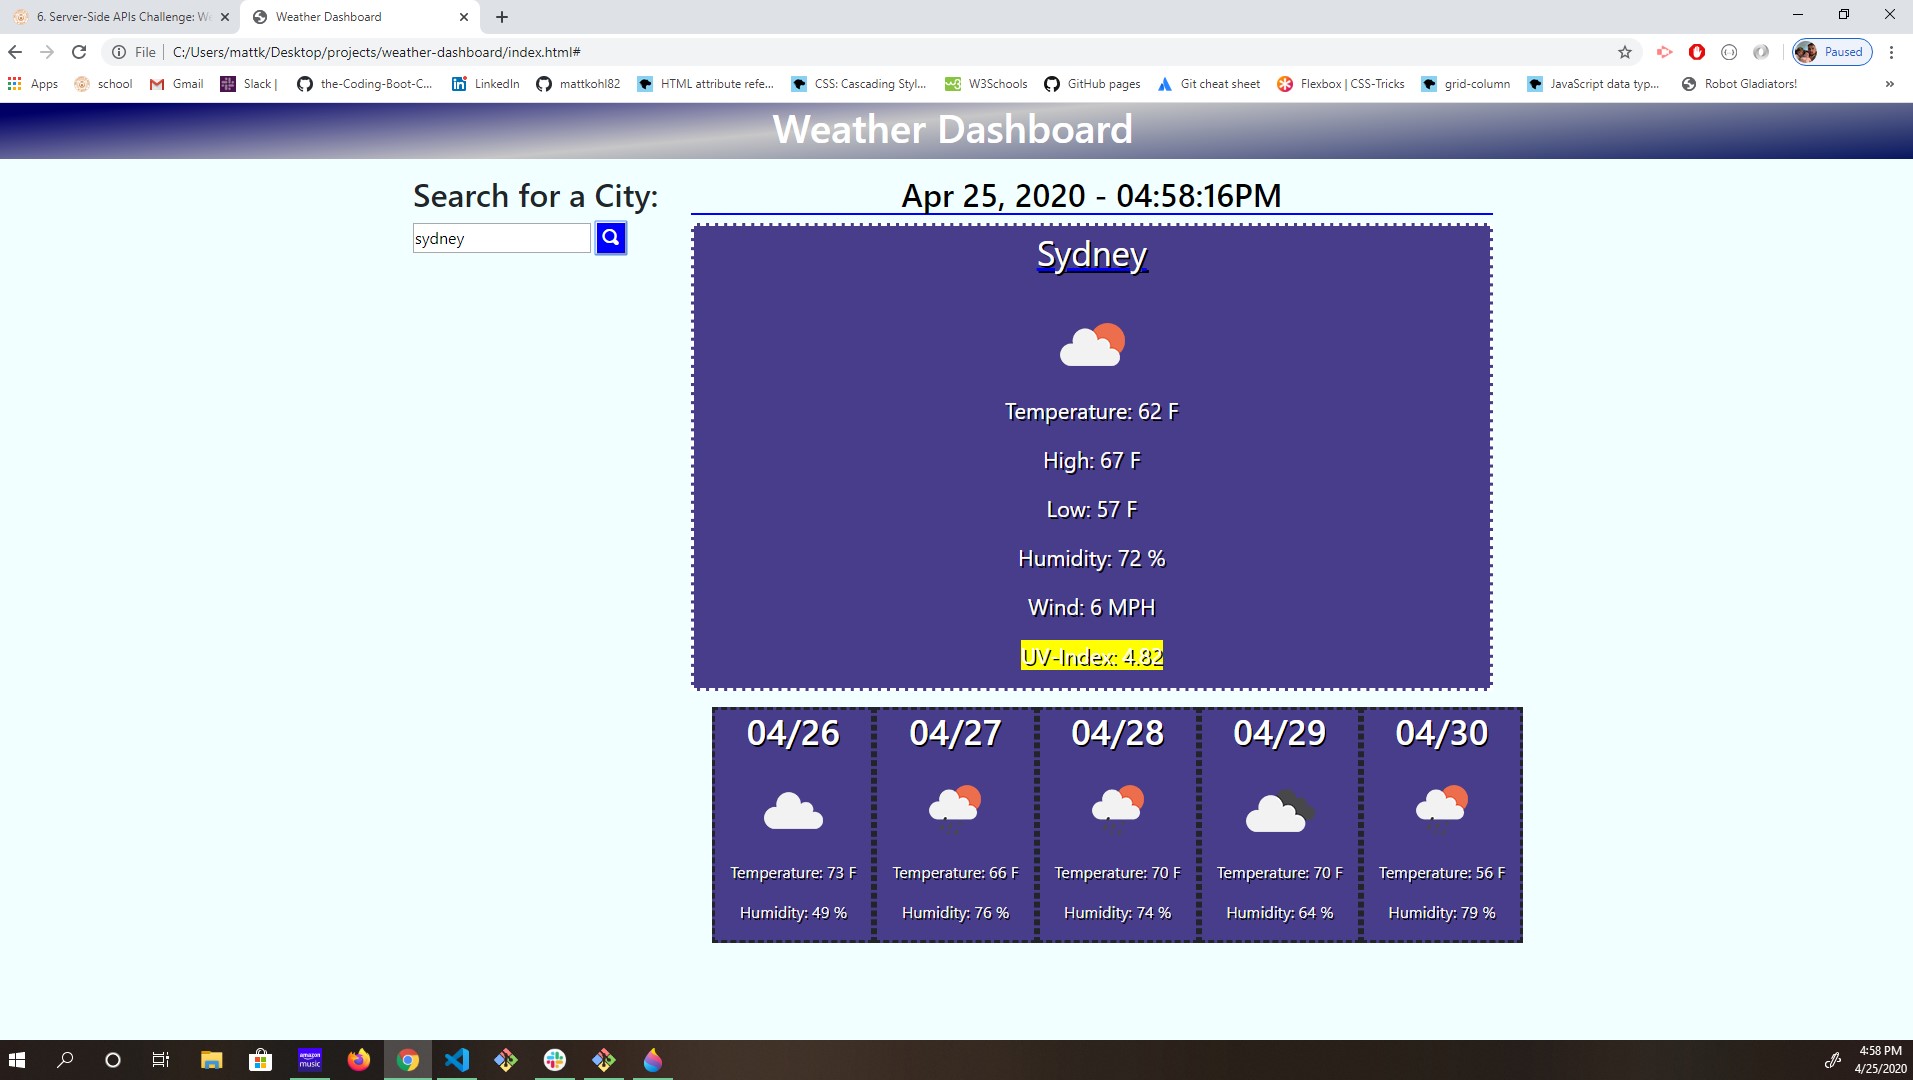 6. Server-Side APIs Challenge: We
Weather Dashboard
File
C:/Users/mattk/Desktop/projects/weather-dashboard/index.html#
Paused
Apps
school
Gmail
Slack |
the-Coding-Boot-C...
LinkedIn
mattkohl82
HTML attribute refe...
CSS: Cascading Styl...
W3Schools
GitHub pages
Git cheat sheet
Flexbox | CSS-Tricks
grid-column
JavaScript data typ...
Robot Gladiators!
Weather Dashboard
Search for a City:
sydney
Apr 25, 2020 - 04:58:16PM
Sydney
Temperature: 62 F
High: 67 F
Low: 57 F
Humidity: 72 %
Wind: 6 MPH
UV-Index: 4.82
04/26
Temperature: 73 F
Humidity: 49 %
04/27
Temperature: 66 F
Humidity: 76 %
04/28
Temperature: 70 F
Humidity: 74 %
04/29
Temperature: 70 F
Humidity: 64 %
04/30
Temperature: 56 F
Humidity: 79 %
amazon
music
4:58 PM
4/25/2020